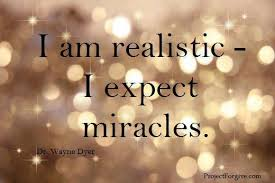 I am realistic -
I expect
miracles.
Dr. Wayne Dyer
ProjectForgive.com